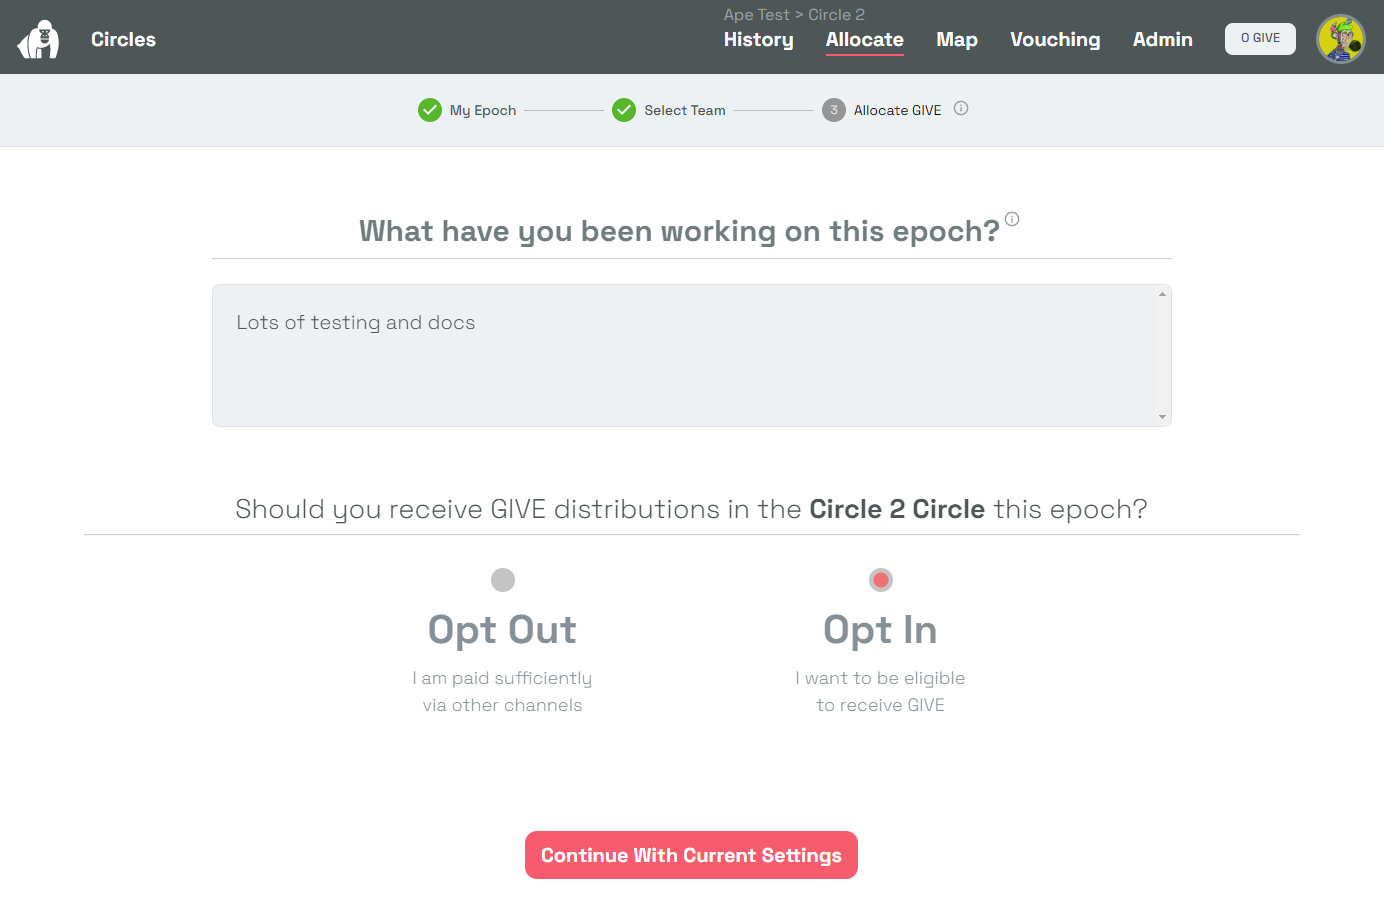 Ape Test > Circle 2
Circles
History Allocate Map Vouching Admin
0 GIVE
My Epoch
Select Team
3 Allocate GIVE
What have you been working on this epoch?
Lots of testing and docs
Should you receive GIVE distributions in the Circle 2 Circle this epoch?
Opt Out
I am paid sufficiently
via other channels
Opt In
I want to be eligible
to receive GIVE
Continue With Current Settings